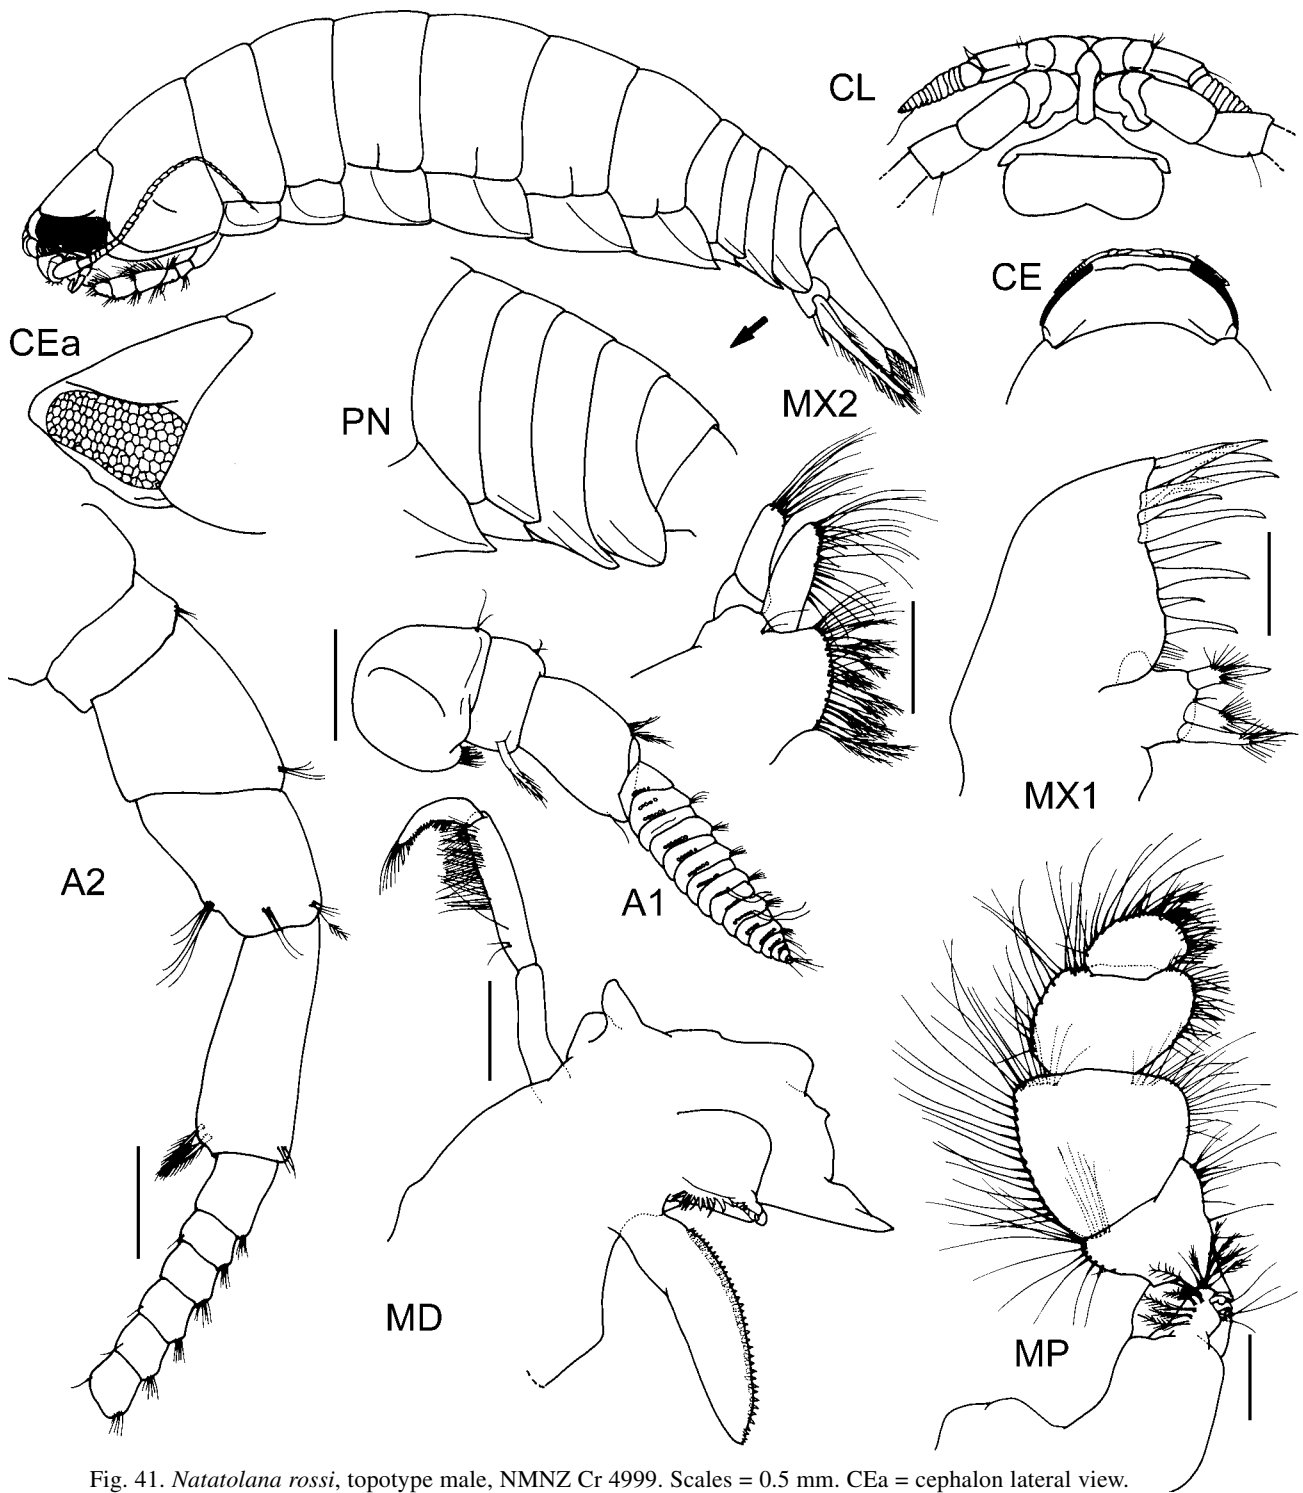 CL
CE
CEa
PN
MX2
MX1
A2
A1
MD
MP
Fig. 41. Natatolana rossi, topotype male, NMNZ Cr 4999. Scales = 0.5 mm. CEa = cephalon lateral view.